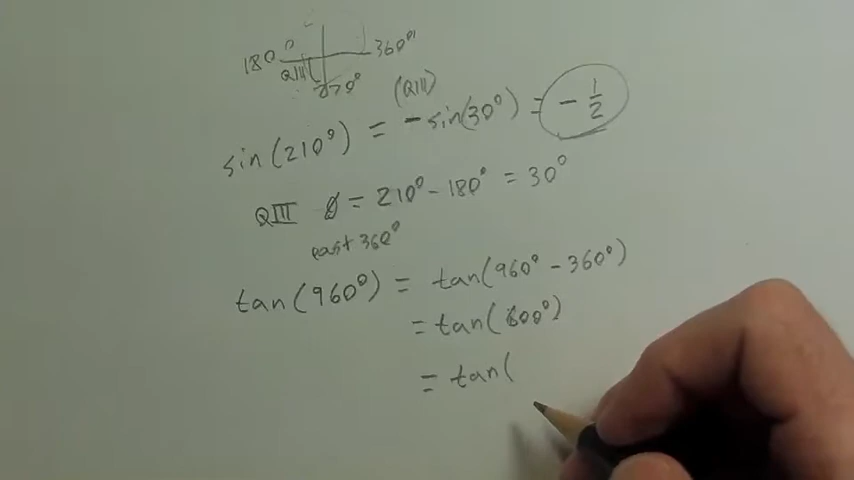 180° 360°
QIII
270°
(QIII)
sin(210°) = -sin(30°) = - 1/2
QIII θ = 210° - 180° = 30°
past 360°
tan(960°) = tan(960° - 360°)
= tan(600°)
= tan(